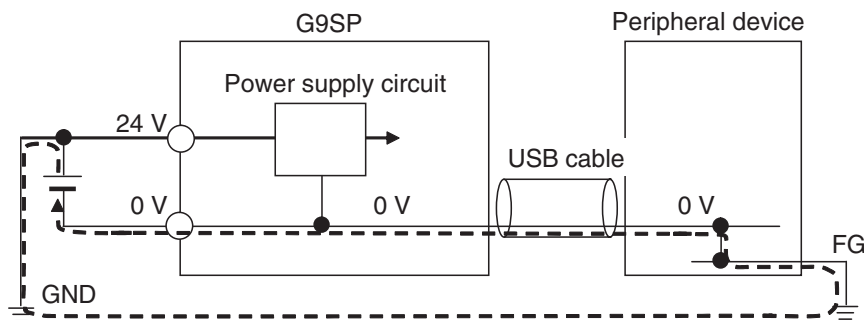 G9SP
Peripheral device
Power supply circuit
24 V
USB cable
0 V
0 V
0 V
FG
GND